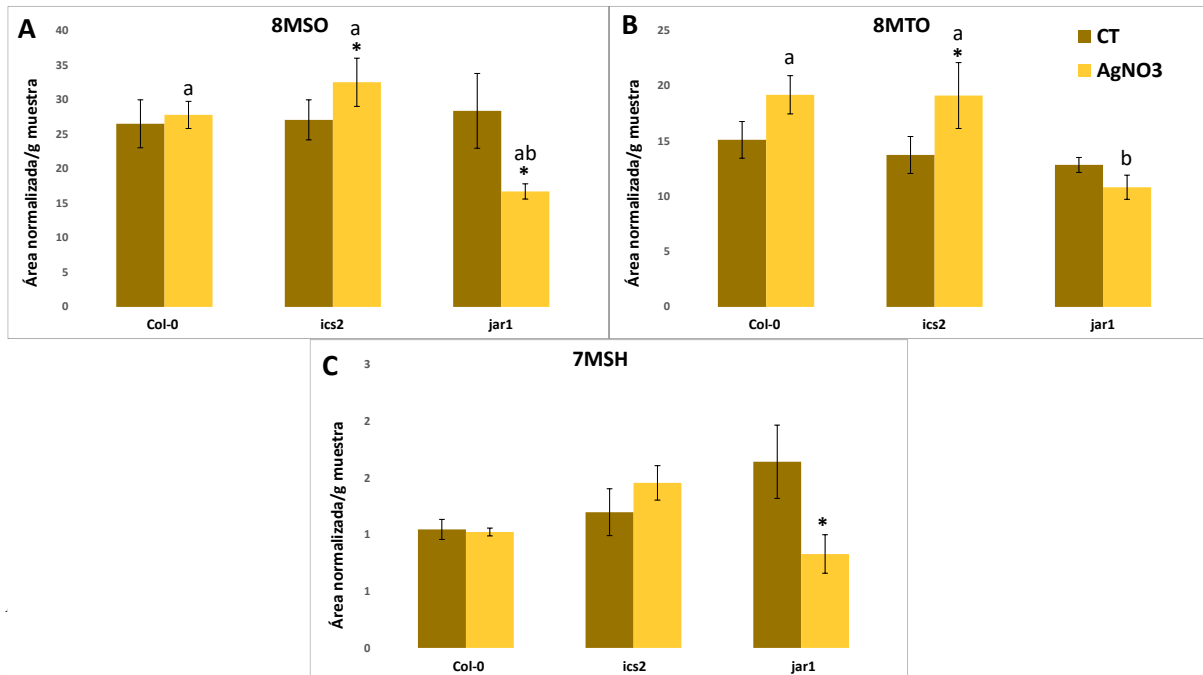 A
8MSO
Área normalizada/g muestra
40
35
30
25
20
15
10
5
0
a
a
*
ab
*
Col-0
ics2
jar1
B
8MTO
CT
AgNO3
Área normalizada/g muestra
25
20
15
10
5
0
a
a
*
b
Col-0
ics2
jar1
C
7MSH
Área normalizada/g muestra
3
2
2
1
1
0
*
Col-0
ics2
jar1